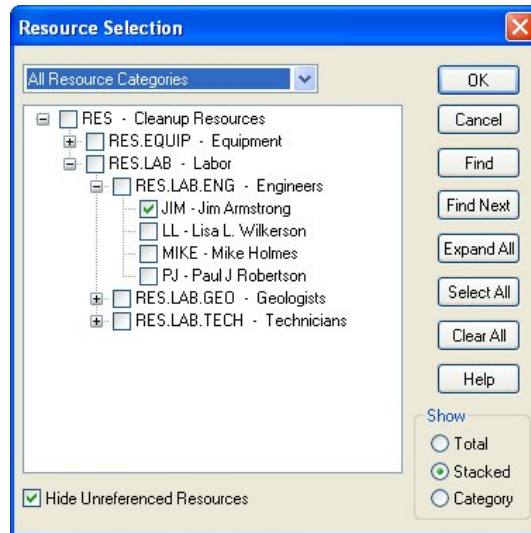 Resource Selection
All Resource Categories
RES - Cleanup Resources
RES.EQUIP - Equipment
RES.LAB - Labor
RES.LAB.ENG - Engineers
JIM - Jim Armstrong
LL - Lisa L. Wilkerson
MIKE - Mike Holmes
PJ - Paul J Robertson
RES.LAB.GEO - Geologists
RES.LAB.TECH - Technicians
Hide Unreferenced Resources
OK
Cancel
Find
Find Next
Expand All
Select All
Clear All
Help
Show
Total
Stacked
Category